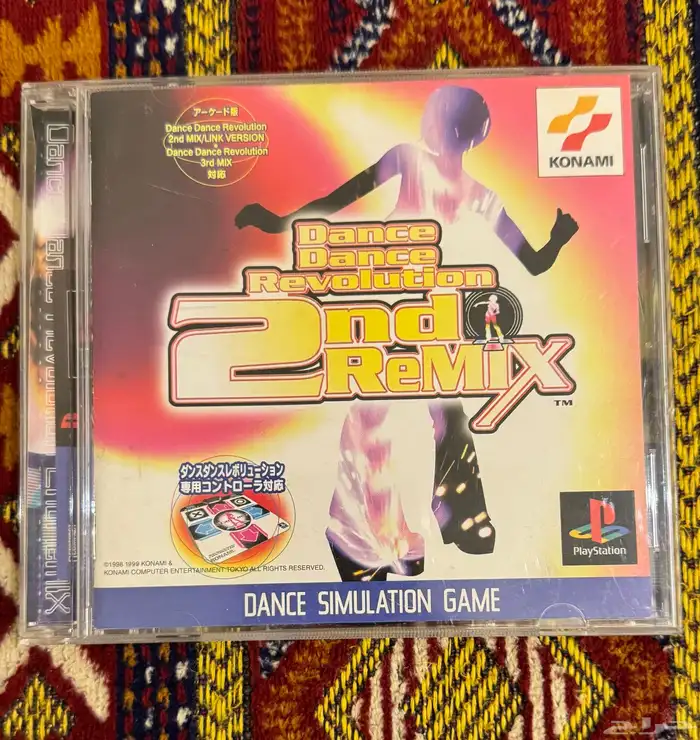 アーケード版
Dance Dance Revolution
2nd MIX/LINK VERSION
Dance Dance Revolution
3rd MIX
対応
KONAMI
Dance
Dance
Revolution
2nd
ReMIX
TM
ダンスダンスレボリューション
専用コントローラ対応
©1998 1999 KONAMI &
KONAMI COMPUTER ENTERTAINMENT TOKYO ALL RIGHTS RESERVED.
PlayStation
DANCE SIMULATION GAME
حراج